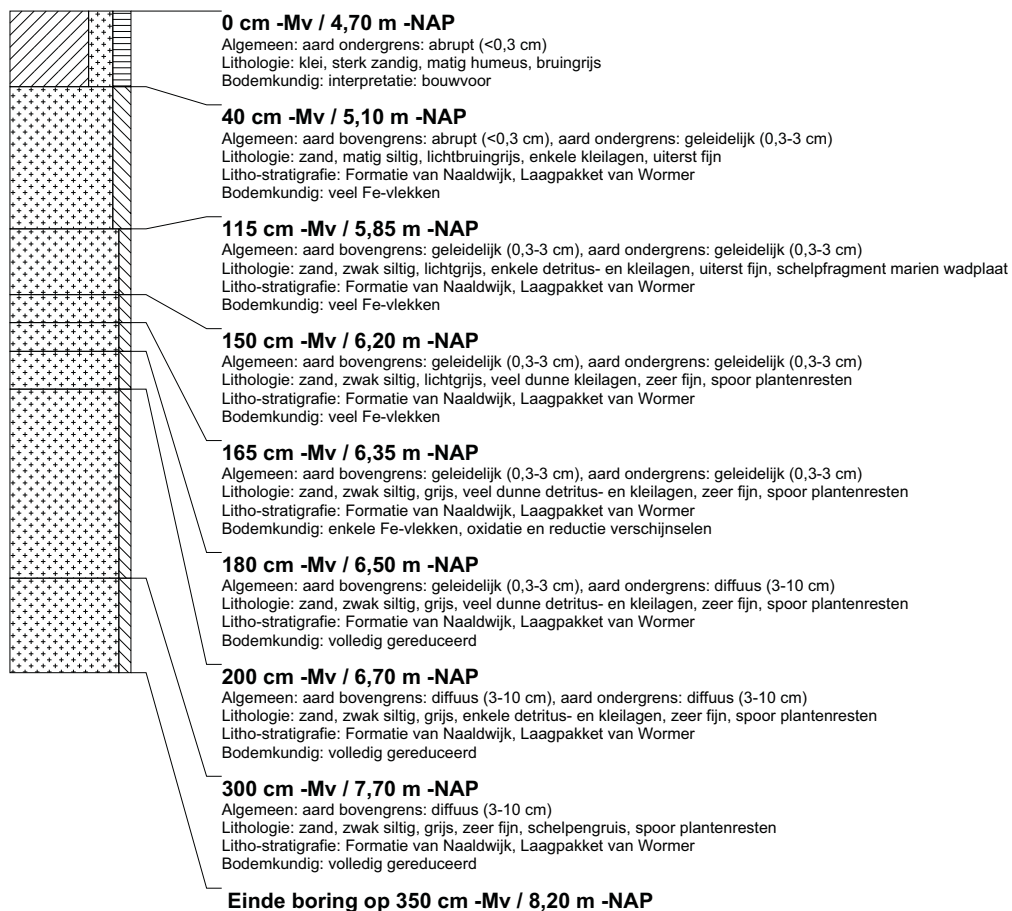 0 cm -Mv / 4,70 m -NAP
Algemeen: aard ondergrens: abrupt (<0,3 cm)
Lithologie: klei, sterk zandig, matig humeus, bruingrijs
Bodemkundig: interpretatie: bouwvoor
40 cm -Mv / 5,10 m -NAP
Algemeen: aard bovengrens: abrupt (<0,3 cm), aard ondergrens: geleidelijk (0,3-3 cm)
Lithologie: zand, matig siltig, lichtbruingrijs, enkele kleilagen, uiterst fijn
Litho-stratigrafie: Formatie van Naaldwijk, Laagpakket van Wormer
Bodemkundig: veel Fe-vlekken
115 cm -Mv / 5,85 m -NAP
Algemeen: aard bovengrens: geleidelijk (0,3-3 cm), aard ondergrens: geleidelijk (0,3-3 cm)
Lithologie: zand, zwak siltig, lichtgrijs, enkele detritus- en kleilagen, uiterst fijn, schelpfragment marien wadplaat
Litho-stratigrafie: Formatie van Naaldwijk, Laagpakket van Wormer
Bodemkundig: veel Fe-vlekken
150 cm -Mv / 6,20 m -NAP
Algemeen: aard bovengrens: geleidelijk (0,3-3 cm), aard ondergrens: geleidelijk (0,3-3 cm)
Lithologie: zand, zwak siltig, lichtgrijs, veel dunne kleilagen, zeer fijn, spoor plantenresten
Litho-stratigrafie: Formatie van Naaldwijk, Laagpakket van Wormer
Bodemkundig: veel Fe-vlekken
165 cm -Mv / 6,35 m -NAP
Algemeen: aard bovengrens: geleidelijk (0,3-3 cm), aard ondergrens: geleidelijk (0,3-3 cm)
Lithologie: zand, zwak siltig, grijs, veel dunne detritus- en kleilagen, zeer fijn, spoor plantenresten
Litho-stratigrafie: Formatie van Naaldwijk, Laagpakket van Wormer
Bodemkundig: enkele Fe-vlekken, oxidatie en reductie verschijnselen
180 cm -Mv / 6,50 m -NAP
Algemeen: aard bovengrens: geleidelijk (0,3-3 cm), aard ondergrens: diffuus (3-10 cm)
Lithologie: zand, zwak siltig, grijs, veel dunne detritus- en kleilagen, zeer fijn, spoor plantenresten
Litho-stratigrafie: Formatie van Naaldwijk, Laagpakket van Wormer
Bodemkundig: volledig gereduceerd
200 cm -Mv / 6,70 m -NAP
Algemeen: aard bovengrens: diffuus (3-10 cm), aard ondergrens: diffuus (3-10 cm)
Lithologie: zand, zwak siltig, grijs, enkele detritus- en kleilagen, zeer fijn, spoor plantenresten
Litho-stratigrafie: Formatie van Naaldwijk, Laagpakket van Wormer
Bodemkundig: volledig gereduceerd
300 cm -Mv / 7,70 m -NAP
Algemeen: aard bovengrens: diffuus (3-10 cm)
Lithologie: zand, zwak siltig, grijs, zeer fijn, schelpengruis, spoor plantenresten
Litho-stratigrafie: Formatie van Naaldwijk, Laagpakket van Wormer
Bodemkundig: volledig gereduceerd
Einde boring op 350 cm -Mv / 8,20 m -NAP